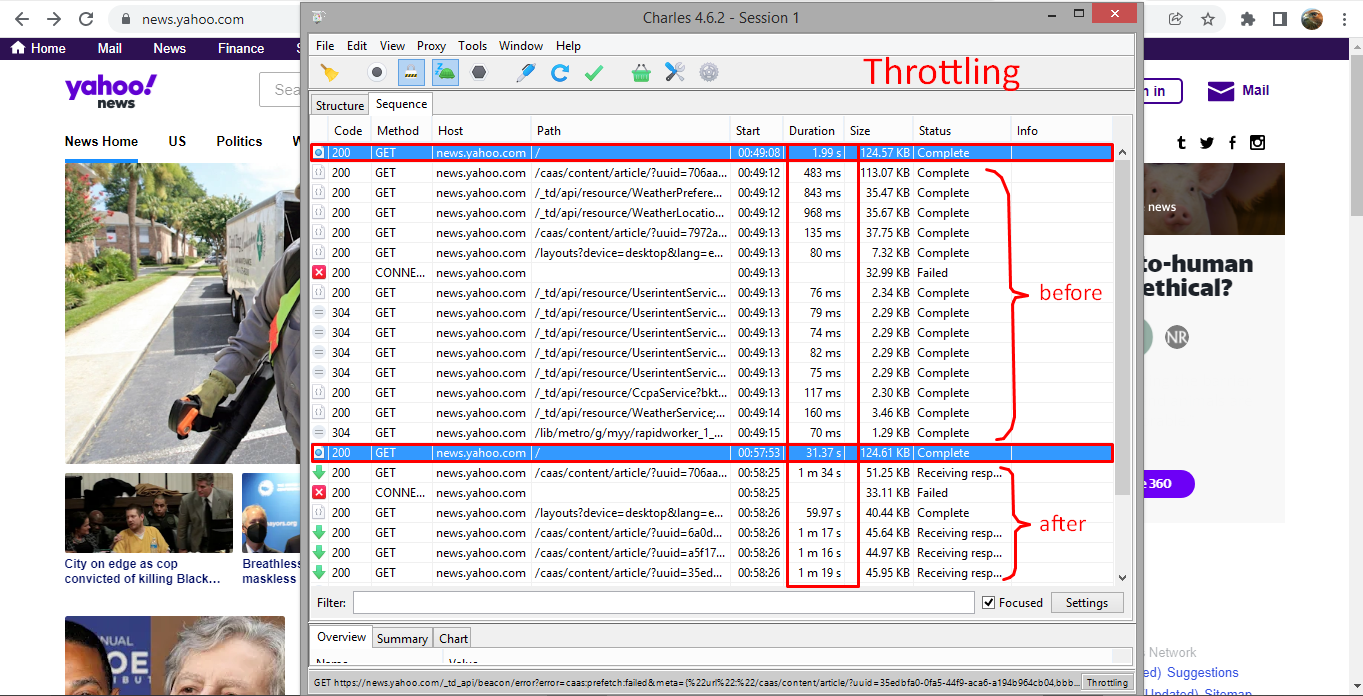 news.yahoo.com
Charles 4.6.2 - Session 1
Home Mail News Finance
File Edit View Proxy Tools Window Help
yahoo!
news
Throttling
Mail
Structure Sequence
News Home US Politics
Code Method Host Path Start Duration Size Status Info
200 GET news.yahoo.com / 00:49:08 1.99 s 124.57 KB Complete
200 GET news.yahoo.com /caas/content/article/?uuid=706aa... 00:49:12 483 ms 113.07 KB Complete
200 GET news.yahoo.com /_td/api/resource/WeatherPrefere... 00:49:12 843 ms 35.47 KB Complete
200 GET news.yahoo.com /_td/api/resource/WeatherLocatio... 00:49:12 968 ms 35.67 KB Complete
200 GET news.yahoo.com /caas/content/article/?uuid=7972a... 00:49:13 135 ms 37.75 KB Complete
200 GET news.yahoo.com /layouts?device=desktop&lang=e... 00:49:13 80 ms 7.32 KB Complete
200 CONNE... news.yahoo.com 00:49:13 32.99 KB Failed
200 GET news.yahoo.com /_td/api/resource/UserintentServic... 00:49:13 76 ms 2.34 KB Complete
304 GET news.yahoo.com /_td/api/resource/UserintentServic... 00:49:13 79 ms 2.29 KB Complete
304 GET news.yahoo.com /_td/api/resource/UserintentServic... 00:49:13 74 ms 2.29 KB Complete
304 GET news.yahoo.com /_td/api/resource/UserintentServic... 00:49:13 82 ms 2.29 KB Complete
304 GET news.yahoo.com /_td/api/resource/UserintentServic... 00:49:13 75 ms 2.29 KB Complete
200 GET news.yahoo.com /_td/api/resource/CcpaService?bkt... 00:49:13 117 ms 2.30 KB Complete
200 GET news.yahoo.com /_td/api/resource/WeatherService;... 00:49:14 160 ms 3.46 KB Complete
304 GET news.yahoo.com /lib/metro/g/myy/rapidworker_1_... 00:49:15 70 ms 1.29 KB Complete
before
200 GET news.yahoo.com / 00:57:53 31.37 s 124.61 KB Complete
200 GET news.yahoo.com /caas/content/article/?uuid=706aa... 00:58:25 1 m 34 s 51.25 KB Receiving resp...
200 CONNE... news.yahoo.com 00:58:25 33.11 KB Failed
200 GET news.yahoo.com /layouts?device=desktop&lang=e... 00:58:26 59.97 s 40.44 KB Complete
200 GET news.yahoo.com /caas/content/article/?uuid=6a0d... 00:58:26 1 m 17 s 45.64 KB Receiving resp...
200 GET news.yahoo.com /caas/content/article/?uuid=a5f17... 00:58:26 1 m 16 s 44.97 KB Receiving resp...
200 GET news.yahoo.com /caas/content/article/?uuid=35ed... 00:58:26 1 m 19 s 45.95 KB Receiving resp...
after
news
to-human
ethical?
NR
360
City on edge as cop
convicted of killing Black...
Breathless
maskless
Filter: Focused Settings
Overview Summary Chart
Name Value
GET https://news.yahoo.com/_td_api/beacon/error?error=caas:prefetch:failed&meta={%22url%22:%22/caas/content/article/?uuid=35edbfa0-0fa5-44f9-aca6-a194b964cb04,bbb... Throttling
Network
Suggestions
Updated) Sitemap